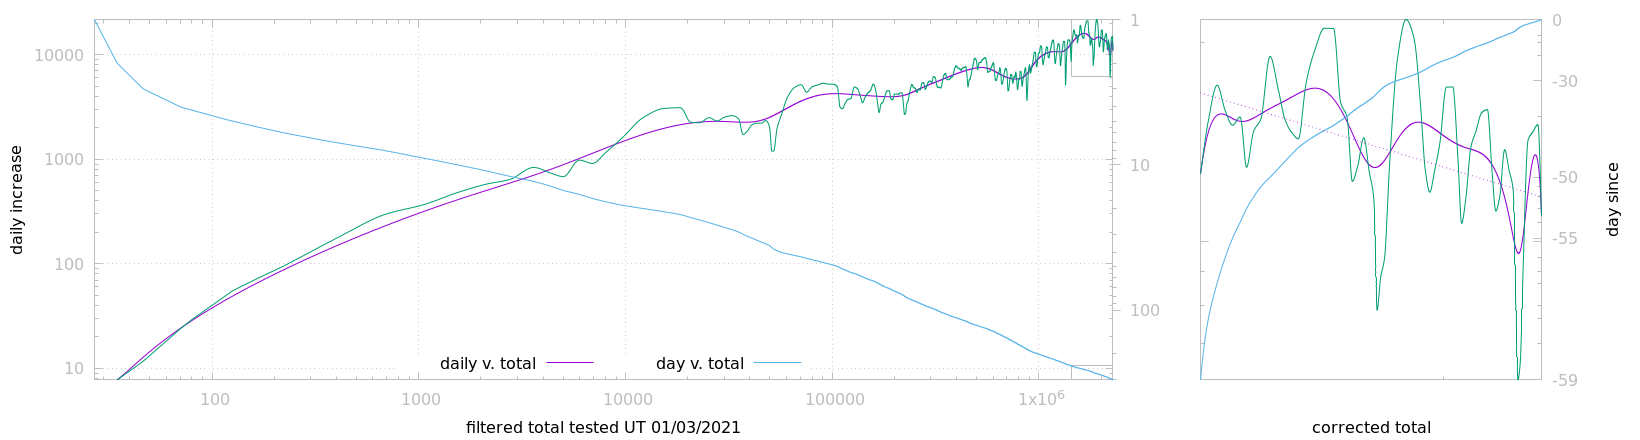 daily increase
10000
1000
100
10
100
1000
10000
100000
1x10⁶
1
10
100
daily v. total
day v. total
filtered total tested UT 01/03/2021
0
-30
-50
-55
-59
day since
corrected total